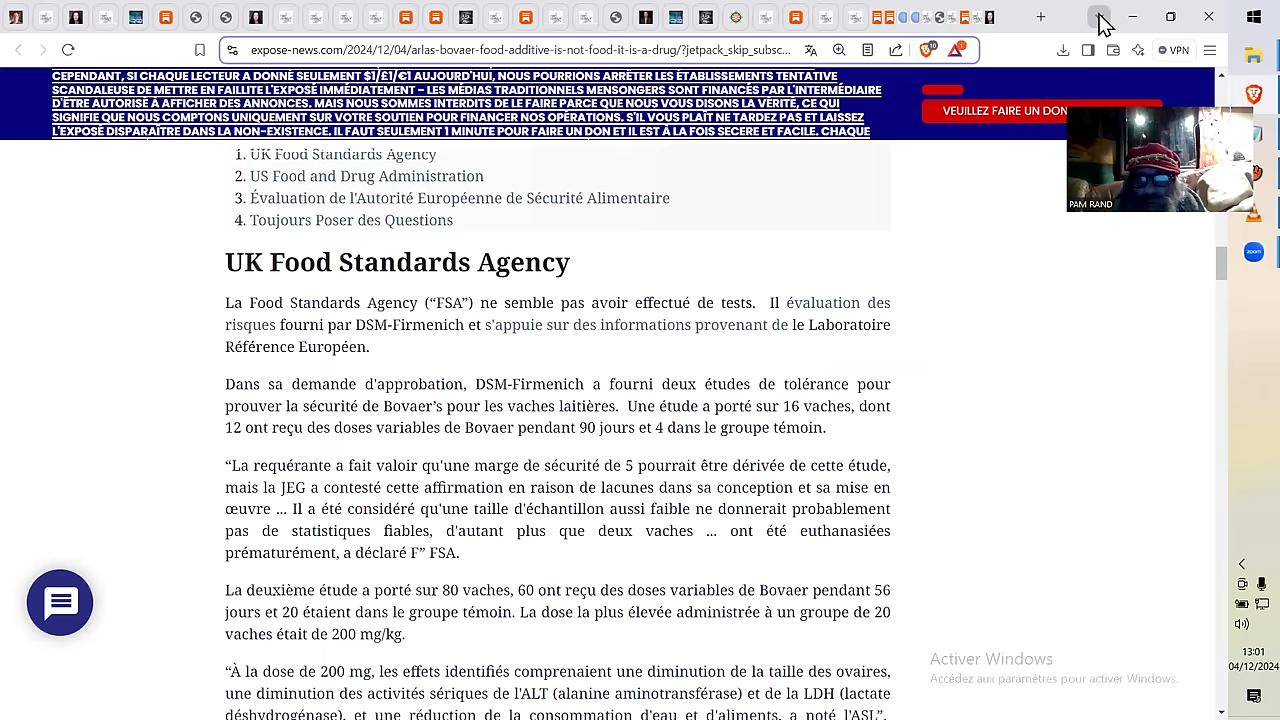 expose-news.com/2024/12/04/arlas-bovaer-food-additive-is-not-food-it-is-a-drug/?jetpack_skip_subsc...
VPN
CEPENDANT, SI CHAQUE LECTEUR A DONNÉ SEULEMENT $1/£1/€1 AUJOURD'HUI, NOUS POURRIONS ARRÊTER LES ÉTABLISSEMENTS TENTATIVE
SCANDALEUSE DE METTRE EN FAILLITE L'EXPOSÉ IMMÉDIATEMENT – LES MÉDIAS TRADITIONNELS MENSONGERS SONT FINANCÉS PAR L'INTERMÉDIAIRE
D'ÊTRE AUTORISÉ À AFFICHER DES ANNONCES, MAIS NOUS SOMMES INTERDITS DE LE FAIRE PARCE QUE NOUS VOUS DISONS LA VÉRITÉ, CE QUI
SIGNIFIE QUE NOUS COMPTONS UNIQUEMENT SUR VOTRE SOUTIEN POUR FINANCER NOS OPÉRATIONS. S'IL VOUS PLAÎT NE TARDEZ PAS ET LAISSEZ
L'EXPOSÉ DISPARAÎTRE DANS LA NON-EXISTENCE. IL FAUT SEULEMENT 1 MINUTE POUR FAIRE UN DON ET IL EST À LA FOIS SECERE ET FACILE. CHAQUE
VEUILLEZ FAIRE UN DON
PAM RAND
1. UK Food Standards Agency
2. US Food and Drug Administration
3. Évaluation de l'Autorité Européenne de Sécurité Alimentaire
4. Toujours Poser des Questions
UK Food Standards Agency
La Food Standards Agency (“FSA”) ne semble pas avoir effectué de tests. Il évaluation des
risques fourni par DSM-Firmenich et s'appuie sur des informations provenant de le Laboratoire
Référence Européen.
Dans sa demande d'approbation, DSM-Firmenich a fourni deux études de tolérance pour
prouver la sécurité de Bovaer’s pour les vaches laitières. Une étude a porté sur 16 vaches, dont
12 ont reçu des doses variables de Bovaer pendant 90 jours et 4 dans le groupe témoin.
“La requérante a fait valoir qu'une marge de sécurité de 5 pourrait être dérivée de cette étude,
mais la JEG a contesté cette affirmation en raison de lacunes dans sa conception et sa mise en
œuvre ... Il a été considéré qu'une taille d'échantillon aussi faible ne donnerait probablement
pas de statistiques fiables, d'autant plus que deux vaches ... ont été euthanasiées
prématurément, a déclaré F” FSA.
La deuxième étude a porté sur 80 vaches, 60 ont reçu des doses variables de Bovaer pendant 56
jours et 20 étaient dans le groupe témoin. La dose la plus élevée administrée à un groupe de 20
vaches était de 200 mg/kg.
“À la dose de 200 mg, les effets identifiés comprenaient une diminution de la taille des ovaires,
une diminution des activités sériques de l'ALT (alanine aminotransférase) et de la LDH (lactate
déshydrogénase), et une réduction de la consommation d'eau et d'aliments, a noté l'ASL”.
Activer Windows
Accédez aux paramètres pour activer Windows.
zoom
13:01
04/12/2024